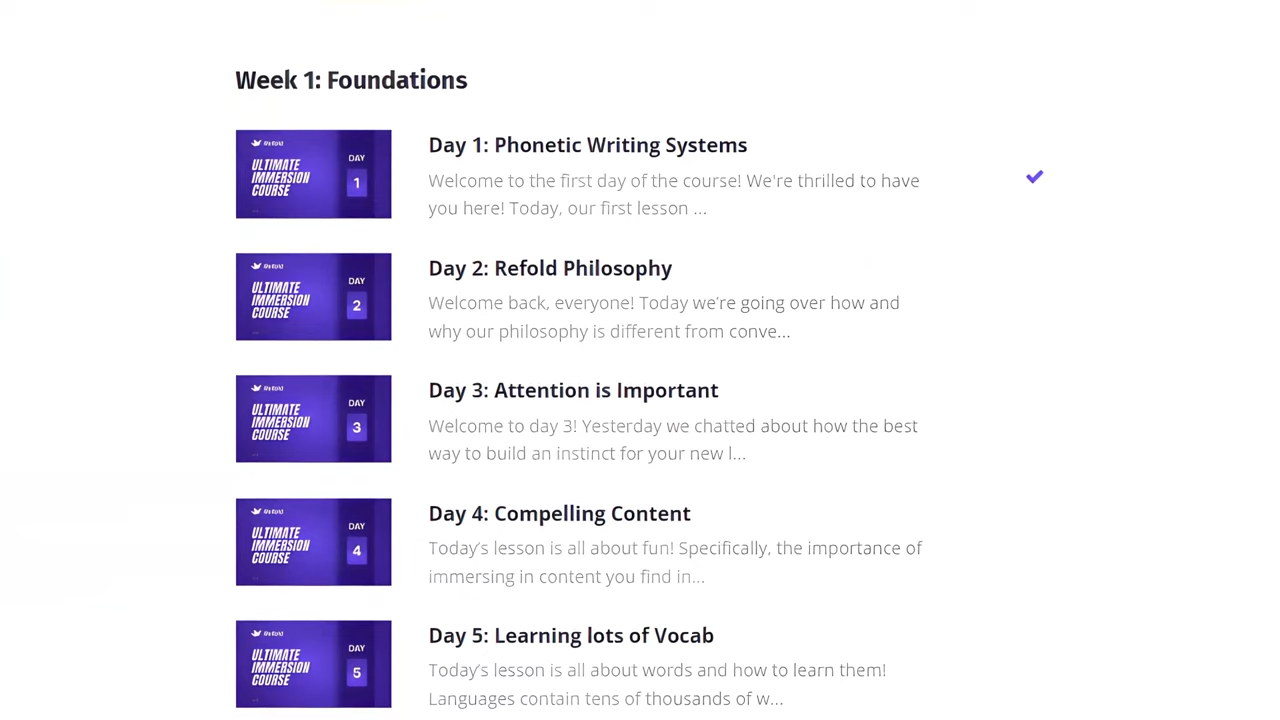 Week 1: Foundations
ULTIMATE
IMMERSION
COURSE
DAY
1
Day 1: Phonetic Writing Systems
Welcome to the first day of the course! We're thrilled to have
you here! Today, our first lesson ...
ULTIMATE
IMMERSION
COURSE
DAY
2
Day 2: Refold Philosophy
Welcome back, everyone! Today we’re going over how and
why our philosophy is different from conve...
ULTIMATE
IMMERSION
COURSE
DAY
3
Day 3: Attention is Important
Welcome to day 3! Yesterday we chatted about how the best
way to build an instinct for your new l...
ULTIMATE
IMMERSION
COURSE
DAY
4
Day 4: Compelling Content
Today’s lesson is all about fun! Specifically, the importance of
immersing in content you find in...
ULTIMATE
IMMERSION
COURSE
DAY
5
Day 5: Learning lots of Vocab
Today’s lesson is all about words and how to learn them!
Languages contain tens of thousands of w...